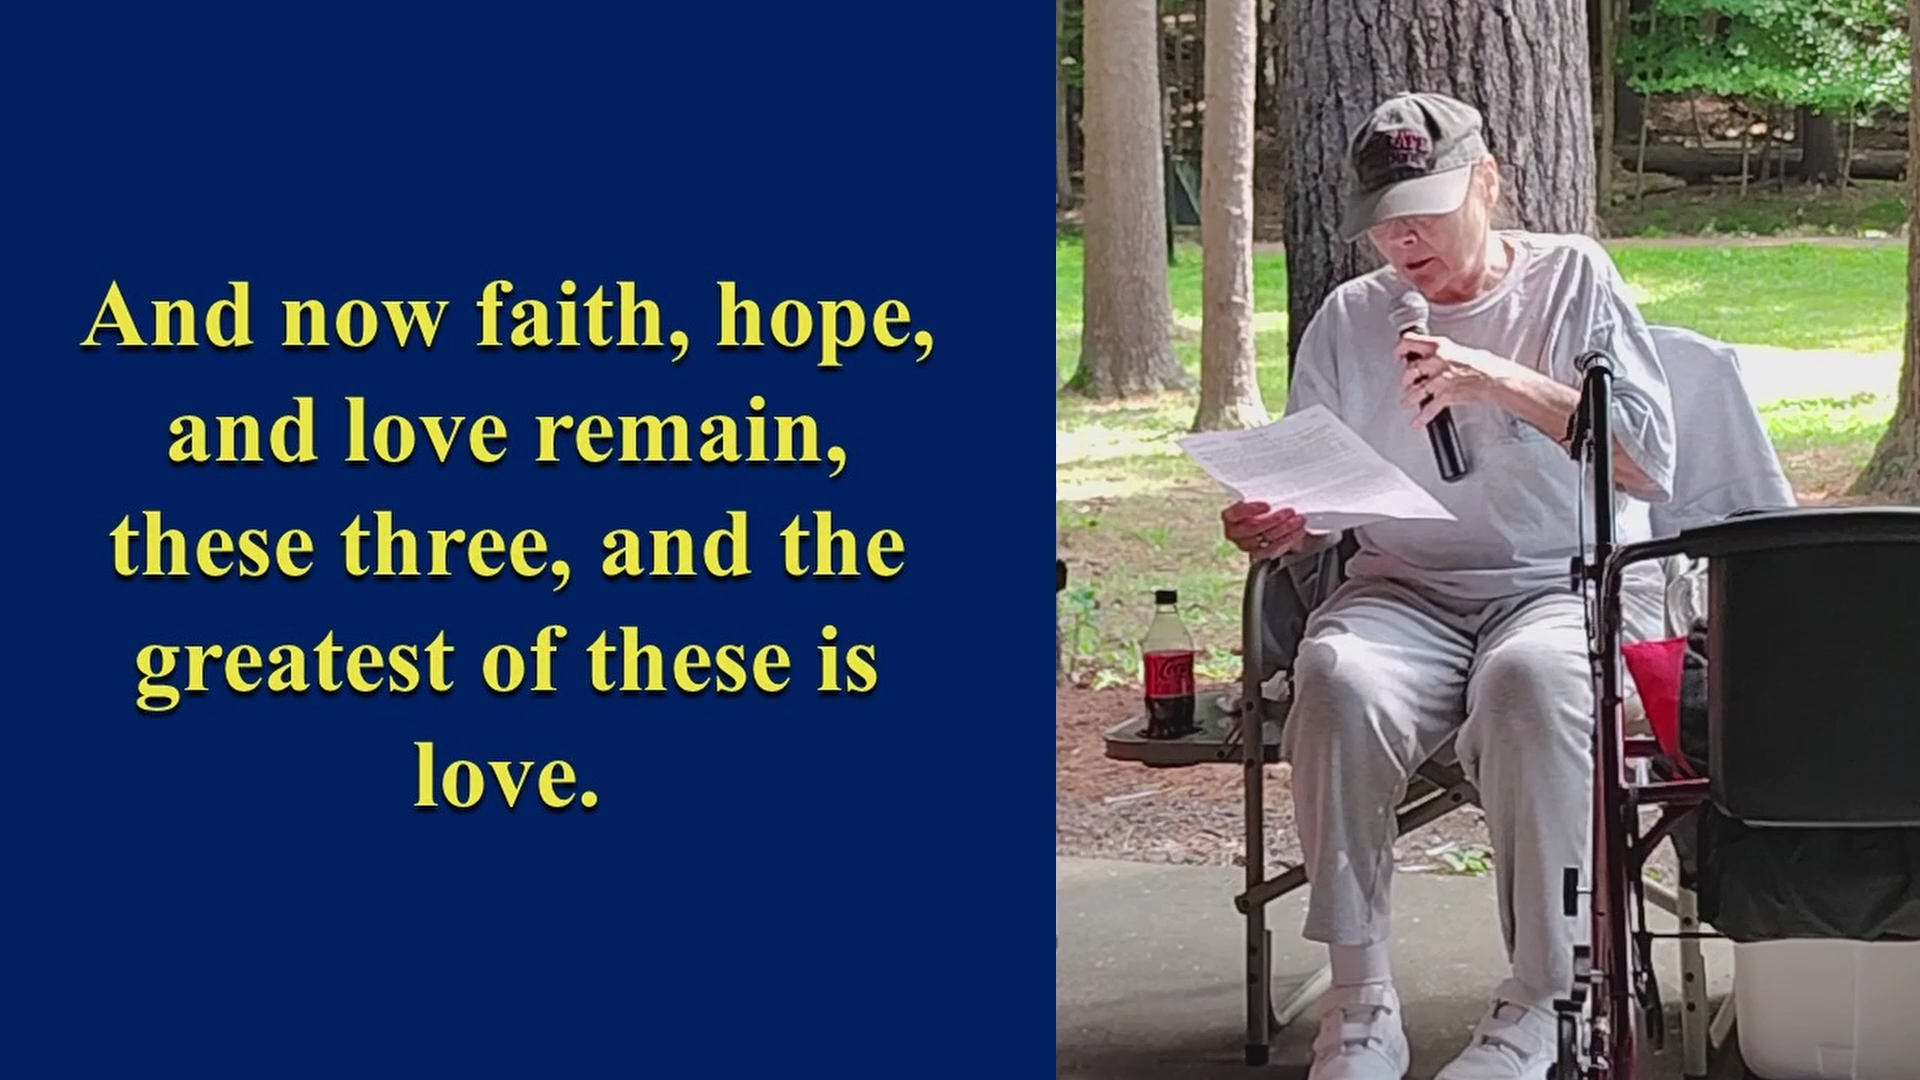 And now faith, hope,
and love remain,
these three, and the
greatest of these is
love.